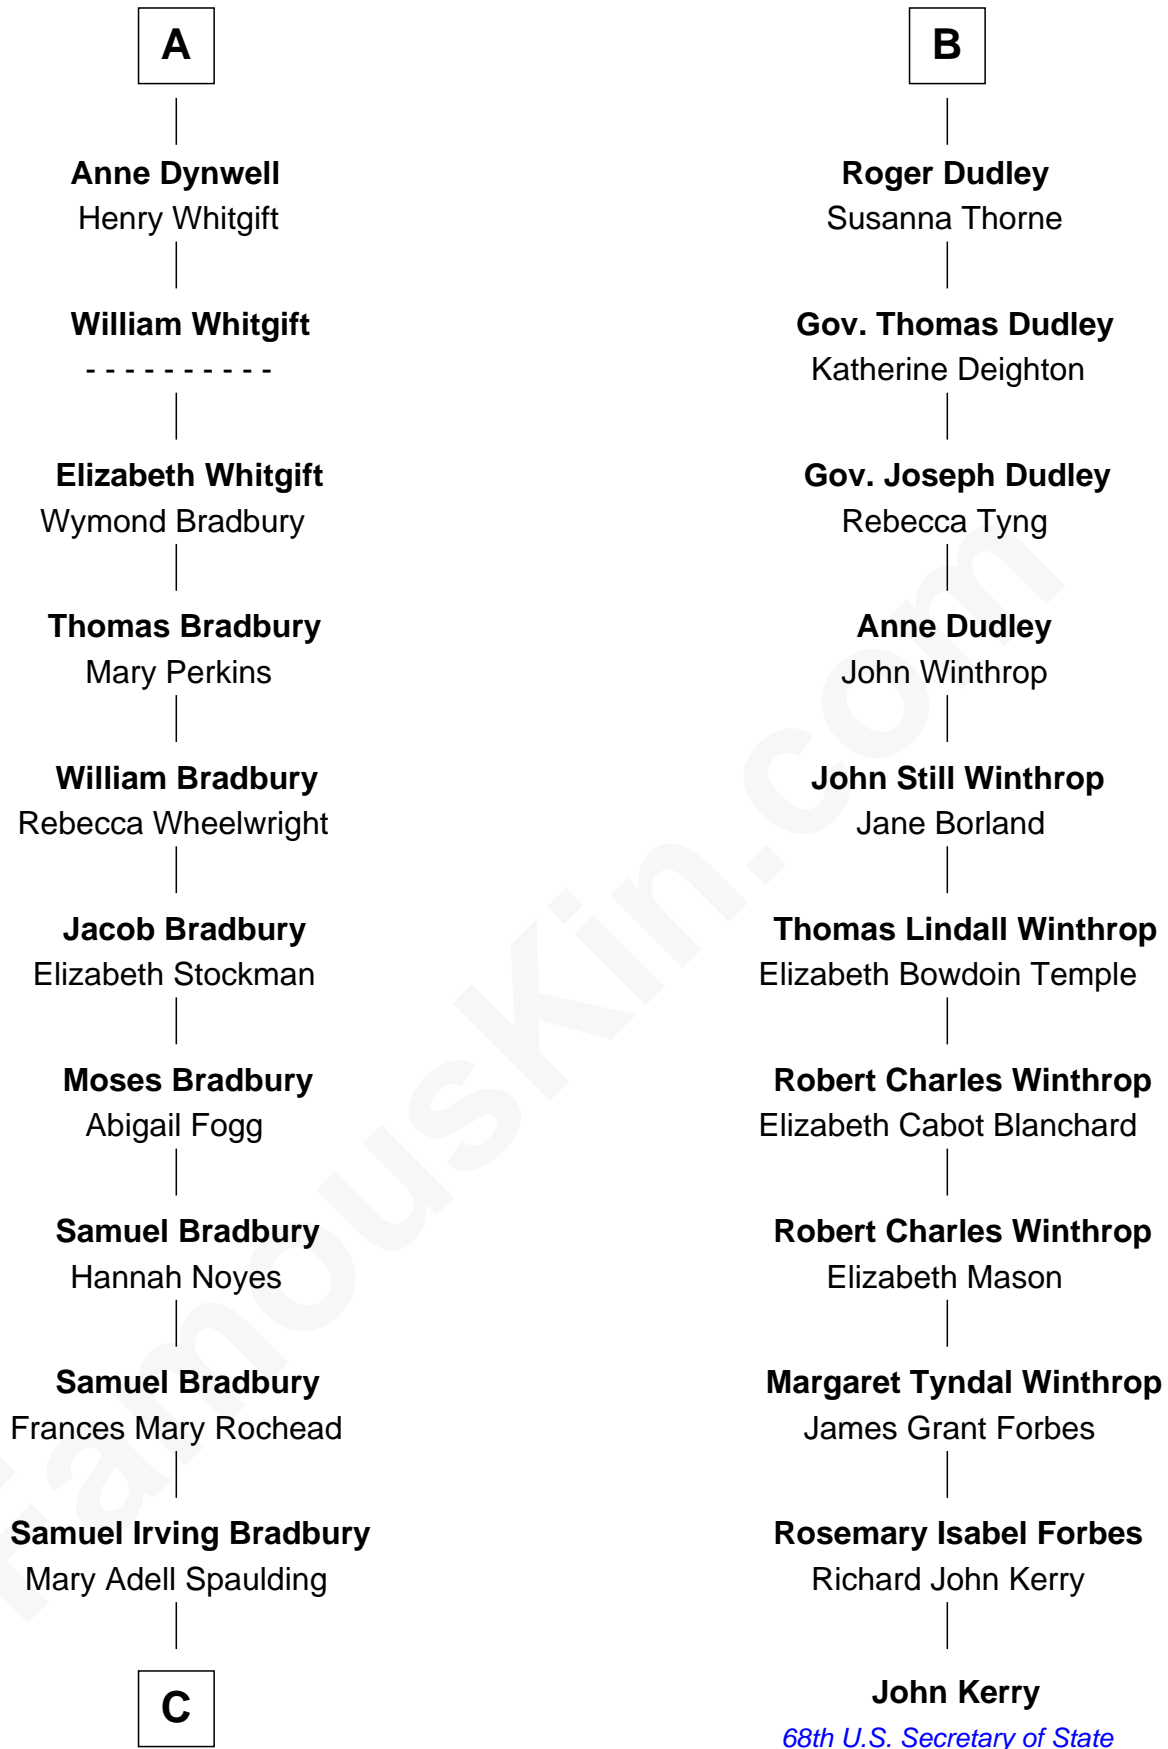 A
Anne Dynwell
Henry Whitgift
William Whitgift
- - - - - - - - - -
Elizabeth Whitgift
Wymond Bradbury
Thomas Bradbury
Mary Perkins
William Bradbury
Rebecca Wheelwright
Jacob Bradbury
Elizabeth Stockman
Moses Bradbury
Abigail Fogg
Samuel Bradbury
Hannah Noyes
Samuel Bradbury
Frances Mary Rochead
Samuel Irving Bradbury
Mary Adell Spaulding
C
B
Roger Dudley
Susanna Thorne
Gov. Thomas Dudley
Katherine Deighton
Gov. Joseph Dudley
Rebecca Tyng
Anne Dudley
John Winthrop
John Still Winthrop
Jane Borland
Thomas Lindall Winthrop
Elizabeth Bowdoin Temple
Robert Charles Winthrop
Elizabeth Cabot Blanchard
Robert Charles Winthrop
Elizabeth Mason
Margaret Tyndal Winthrop
James Grant Forbes
Rosemary Isabel Forbes
Richard John Kerry
John Kerry
68th U.S. Secretary of State
FamousKin.com